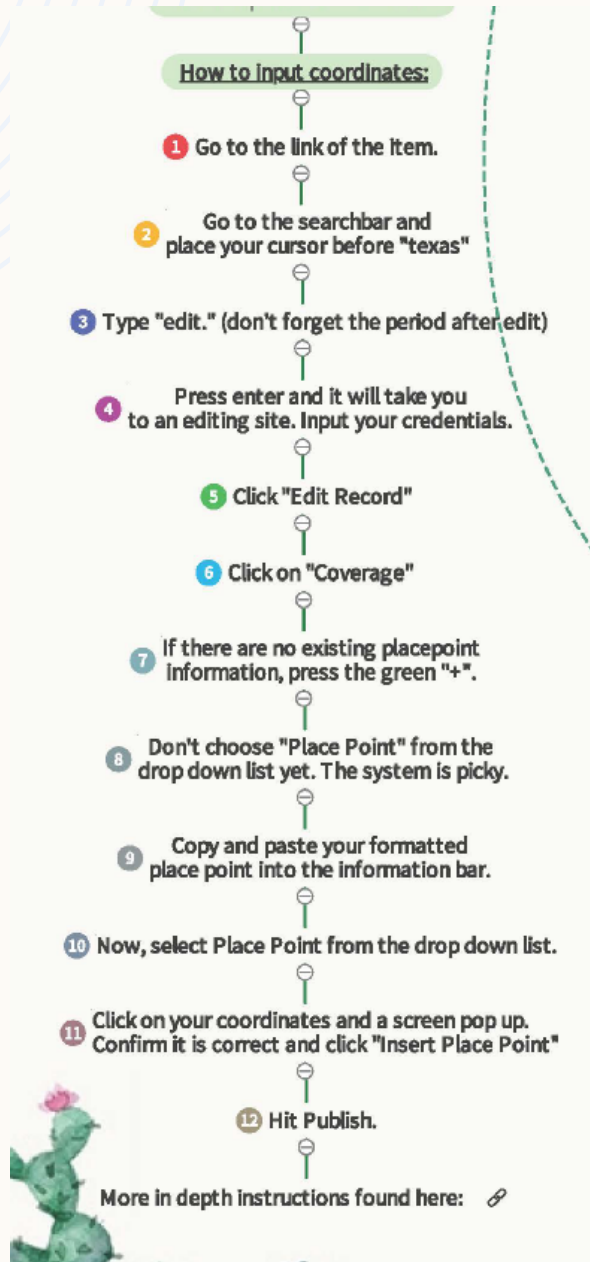 How to input coordinates:
1 Go to the link of the item.
2 Go to the searchbar and
place your cursor before "texas"
3 Type "edit." (don't forget the period after edit)
4 Press enter and it will take you
to an editing site. Input your credentials.
5 Click "Edit Record"
6 Click on "Coverage"
7 If there are no existing placepoint
information, press the green "+".
8 Don't choose "Place Point" from the
drop down list yet. The system is picky.
9 Copy and paste your formatted
place point into the information bar.
10 Now, select Place Point from the drop down list.
11 Click on your coordinates and a screen pop up.
Confirm it is correct and click "Insert Place Point"
12 Hit Publish.
More in depth instructions found here: